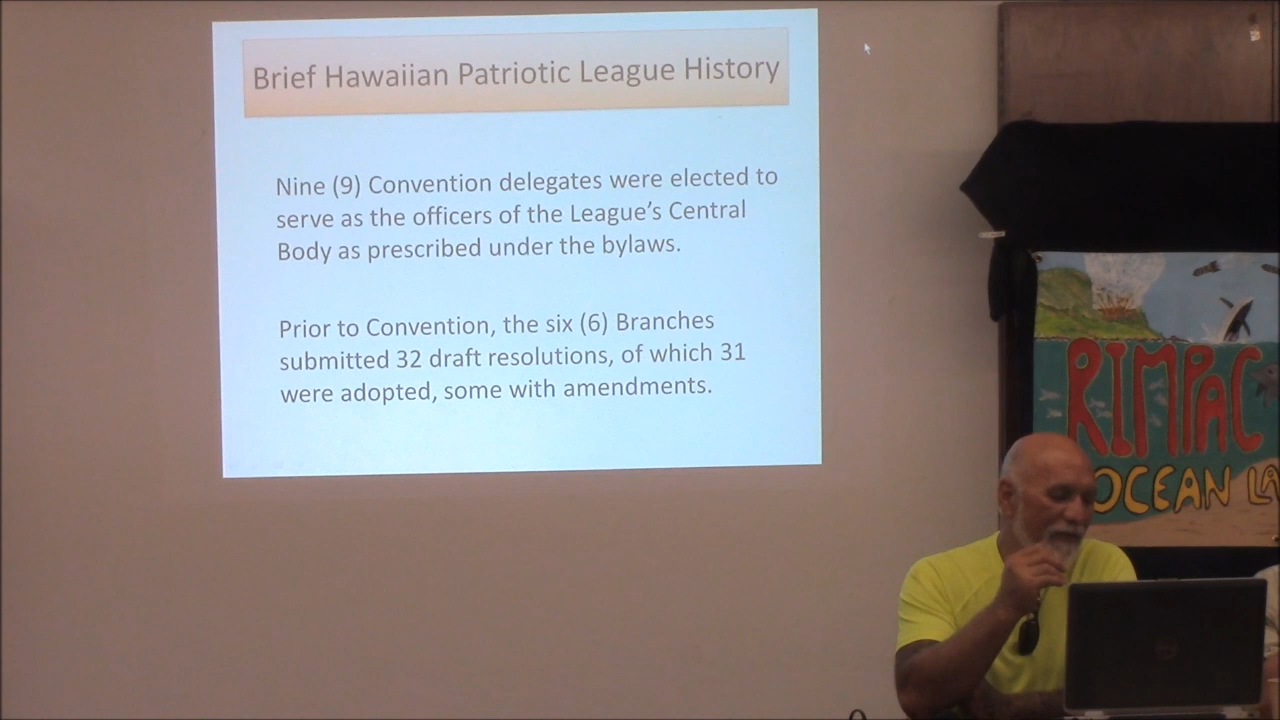 Brief Hawaiian Patriotic League History
Nine (9) Convention delegates were elected to
serve as the officers of the League's Central
Body as prescribed under the bylaws.
Prior to Convention, the six (6) Branches
submitted 32 draft resolutions, of which 31
were adopted, some with amendments.
RIMPAC
OCEAN